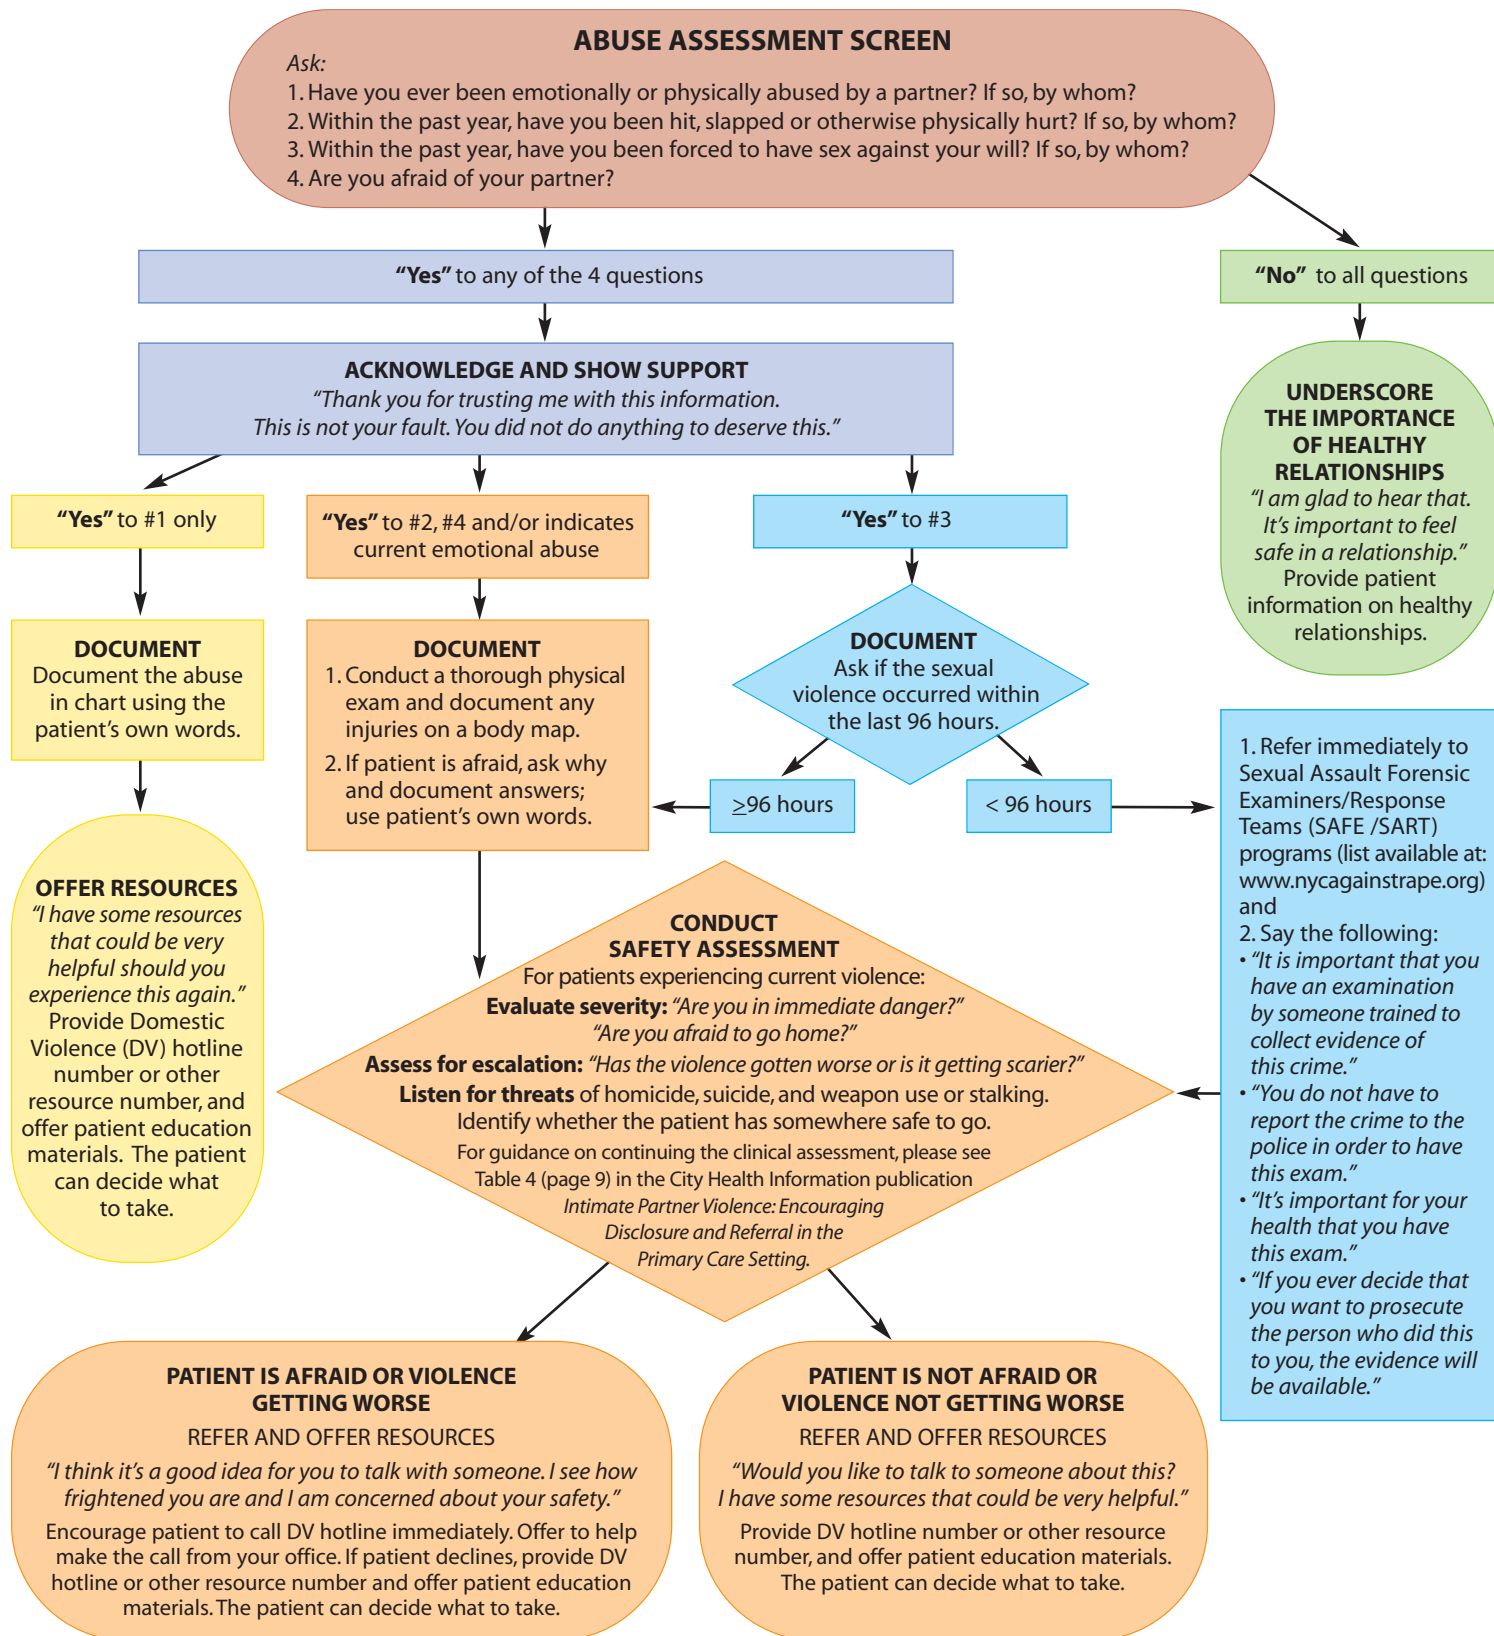 ABUSE ASSESSMENT SCREEN
Ask:
1. Have you ever been emotionally or physically abused by a partner? If so, by whom?
2. Within the past year, have you been hit, slapped or otherwise physically hurt? If so, by whom?
3. Within the past year, have you been forced to have sex against your will? If so, by whom?
4. Are you afraid of your partner?
“Yes” to any of the 4 questions
“No” to all questions
ACKNOWLEDGE AND SHOW SUPPORT
“Thank you for trusting me with this information.
This is not your fault. You did not do anything to deserve this.”
UNDERSCORE
THE IMPORTANCE
OF HEALTHY
RELATIONSHIPS
“I am glad to hear that.
It’s important to feel
safe in a relationship.”
Provide patient
information on healthy
relationships.
“Yes” to #1 only
“Yes” to #2, #4 and/or indicates
current emotional abuse
“Yes” to #3
DOCUMENT
Document the abuse
in chart using the
patient’s own words.
DOCUMENT
1. Conduct a thorough physical
exam and document any
injuries on a body map.
2. If patient is afraid, ask why
and document answers;
use patient’s own words.
DOCUMENT
Ask if the sexual
violence occurred within
the last 96 hours.
≥96 hours
< 96 hours
1. Refer immediately to
Sexual Assault Forensic
Examiners/Response
Teams (SAFE /SART)
programs (list available at:
www.nycagainstrape.org)
and
2. Say the following:
• “It is important that you
have an examination
by someone trained to
collect evidence of
this crime.”
• “You do not have to
report the crime to the
police in order to have
this exam.”
• “It’s important for your
health that you have
this exam.”
• “If you ever decide that
you want to prosecute
the person who did this
to you, the evidence will
be available.”
OFFER RESOURCES
“I have some resources
that could be very
helpful should you
experience this again.”
Provide Domestic
Violence (DV) hotline
number or other
resource number, and
offer patient education
materials. The patient
can decide what
to take.
CONDUCT
SAFETY ASSESSMENT
For patients experiencing current violence:
Evaluate severity: “Are you in immediate danger?”
“Are you afraid to go home?”
Assess for escalation: “Has the violence gotten worse or is it getting scarier?”
Listen for threats of homicide, suicide, and weapon use or stalking.
Identify whether the patient has somewhere safe to go.
For guidance on continuing the clinical assessment, please see
Table 4 (page 9) in the City Health Information publication
Intimate Partner Violence: Encouraging
Disclosure and Referral in the
Primary Care Setting.
PATIENT IS AFRAID OR VIOLENCE
GETTING WORSE
REFER AND OFFER RESOURCES
“I think it’s a good idea for you to talk with someone. I see how
frightened you are and I am concerned about your safety.”
Encourage patient to call DV hotline immediately. Offer to help
make the call from your office. If patient declines, provide DV
hotline or other resource number and offer patient education
materials. The patient can decide what to take.
PATIENT IS NOT AFRAID OR
VIOLENCE NOT GETTING WORSE
REFER AND OFFER RESOURCES
“Would you like to talk to someone about this?
I have some resources that could be very helpful.”
Provide DV hotline number or other resource
number, and offer patient education materials.
The patient can decide what to take.